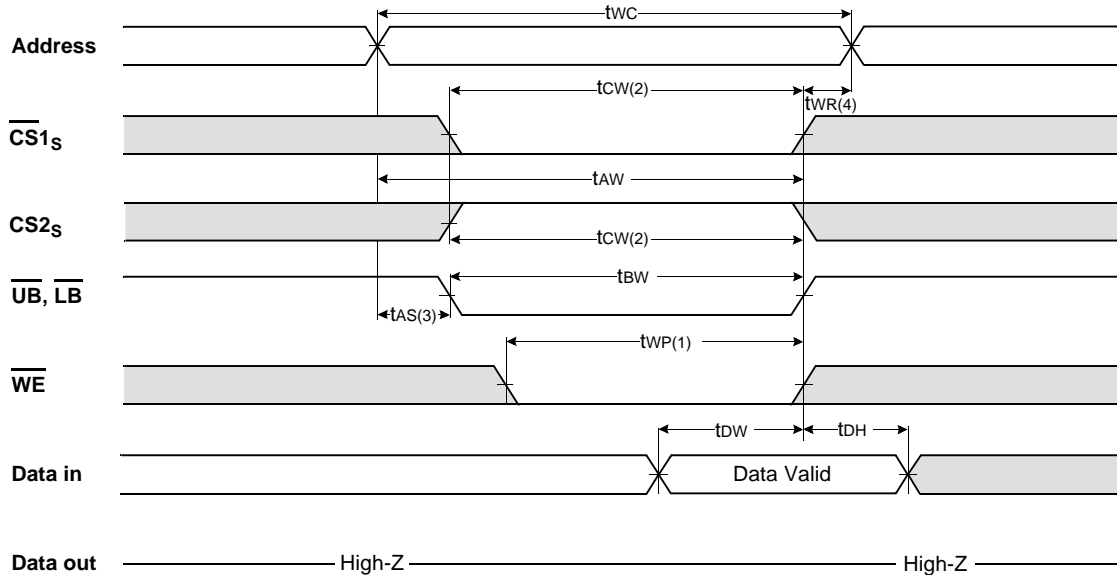 tWC
Address
tCW(2)
tWR(4)
CS1S
tAW
CS2S
tCW(2)
tBW
UB, LB
tAS(3)
tWP(1)
WE
tDW
tDH
Data in
Data Valid
Data out
High-Z
High-Z